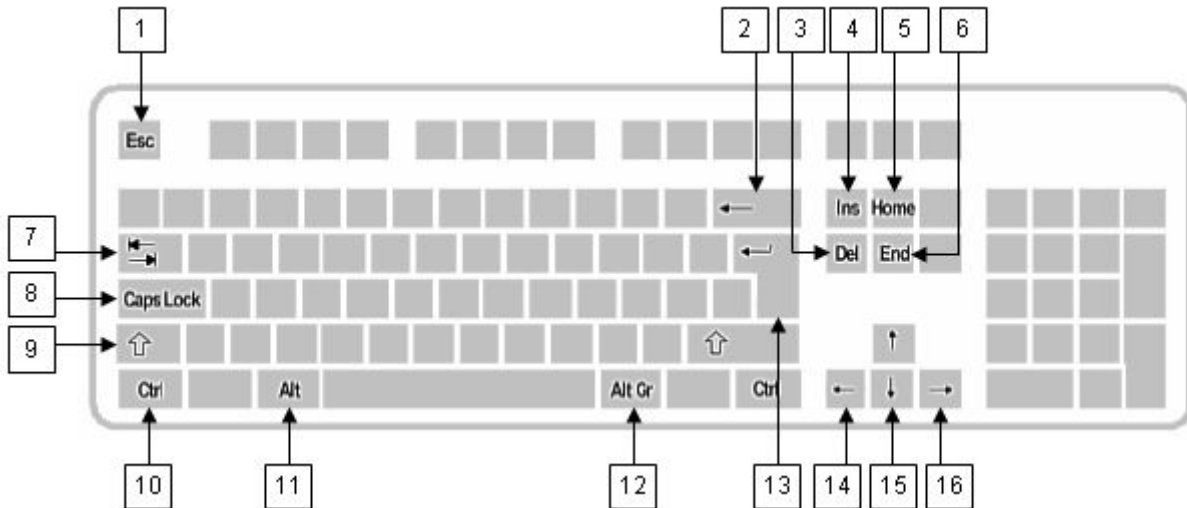 1 2 3 4 5 6
Esc
← Ins Home
7 ⇤ ⇥ ↵ Del End
8 Caps Lock
9 ⇧ ⇧ ↑
Ctrl Alt Alt Gr Ctrl ← ↓ →
10 11 12 13 14 15 16